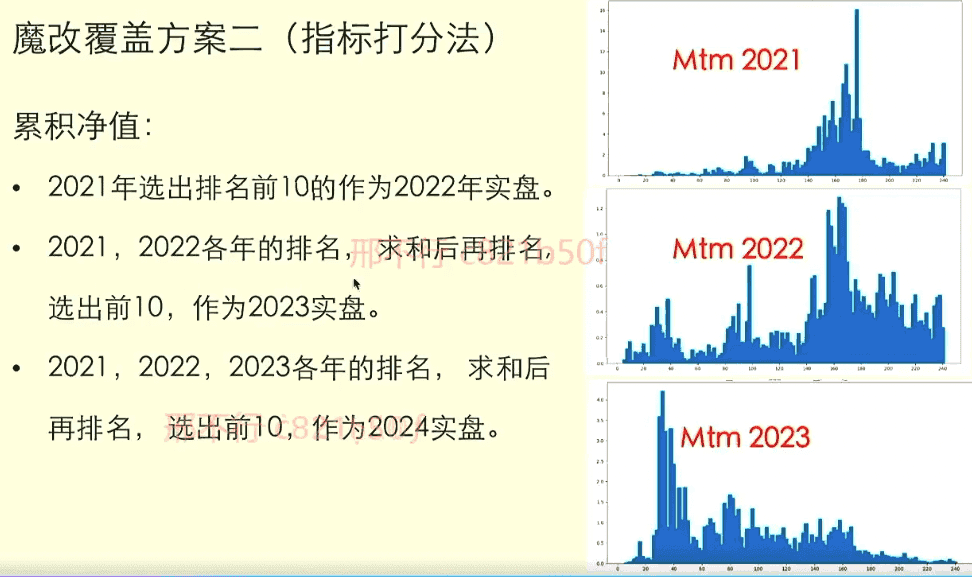 魔改覆盖方案二（指标打分法）
累积净值：
• 2021年选出排名前10的作为2022年实盘。
• 2021，2022各年的排名，求和后再排名，
选出前10，作为2023实盘。
• 2021，2022，2023各年的排名， 求和后
再排名， 选出前10，作为2024实盘。
邢不行 c821b50f
Mtm 2021
Mtm 2022
Mtm 2023